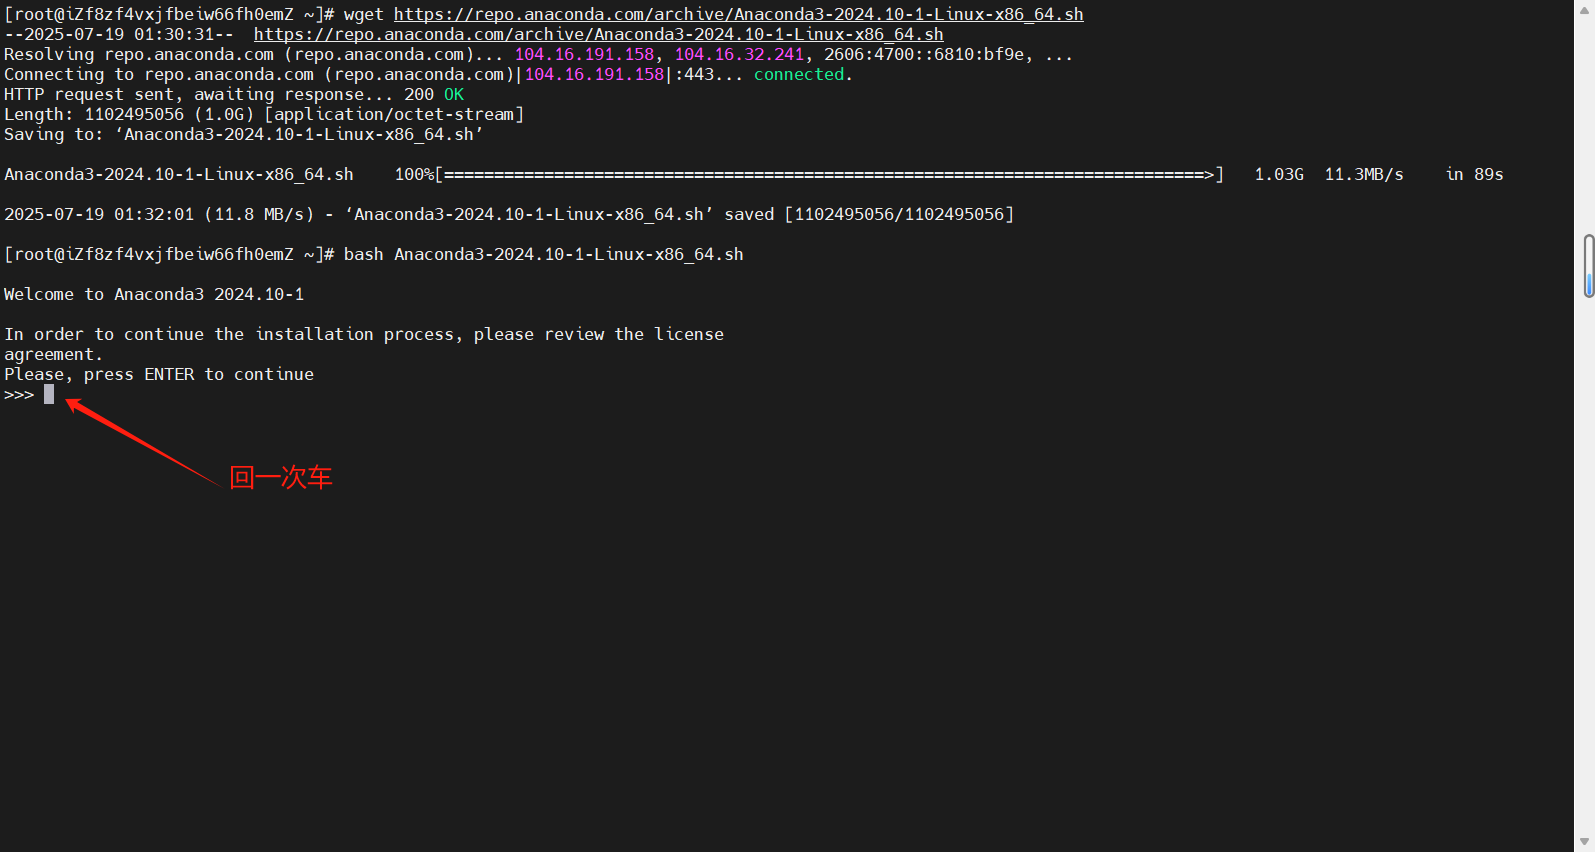 [root@iZf8zf4vxjfbeiw66fh0emZ ~]# wget https://repo.anaconda.com/archive/Anaconda3-2024.10-1-Linux-x86_64.sh
--2025-07-19 01:30:31--  https://repo.anaconda.com/archive/Anaconda3-2024.10-1-Linux-x86_64.sh
Resolving repo.anaconda.com (repo.anaconda.com)... 104.16.191.158, 104.16.32.241, 2606:4700::6810:bf9e, ...
Connecting to repo.anaconda.com (repo.anaconda.com)|104.16.191.158|:443... connected.
HTTP request sent, awaiting response... 200 OK
Length: 1102495056 (1.0G) [application/octet-stream]
Saving to: ‘Anaconda3-2024.10-1-Linux-x86_64.sh’
Anaconda3-2024.10-1-Linux-x86_64.sh    100%[============================================================================>]   1.03G  11.3MB/s    in 89s
2025-07-19 01:32:01 (11.8 MB/s) - ‘Anaconda3-2024.10-1-Linux-x86_64.sh’ saved [1102495056/1102495056]
[root@iZf8zf4vxjfbeiw66fh0emZ ~]# bash Anaconda3-2024.10-1-Linux-x86_64.sh
Welcome to Anaconda3 2024.10-1
In order to continue the installation process, please review the license
agreement.
Please, press ENTER to continue
>>>
回一次车